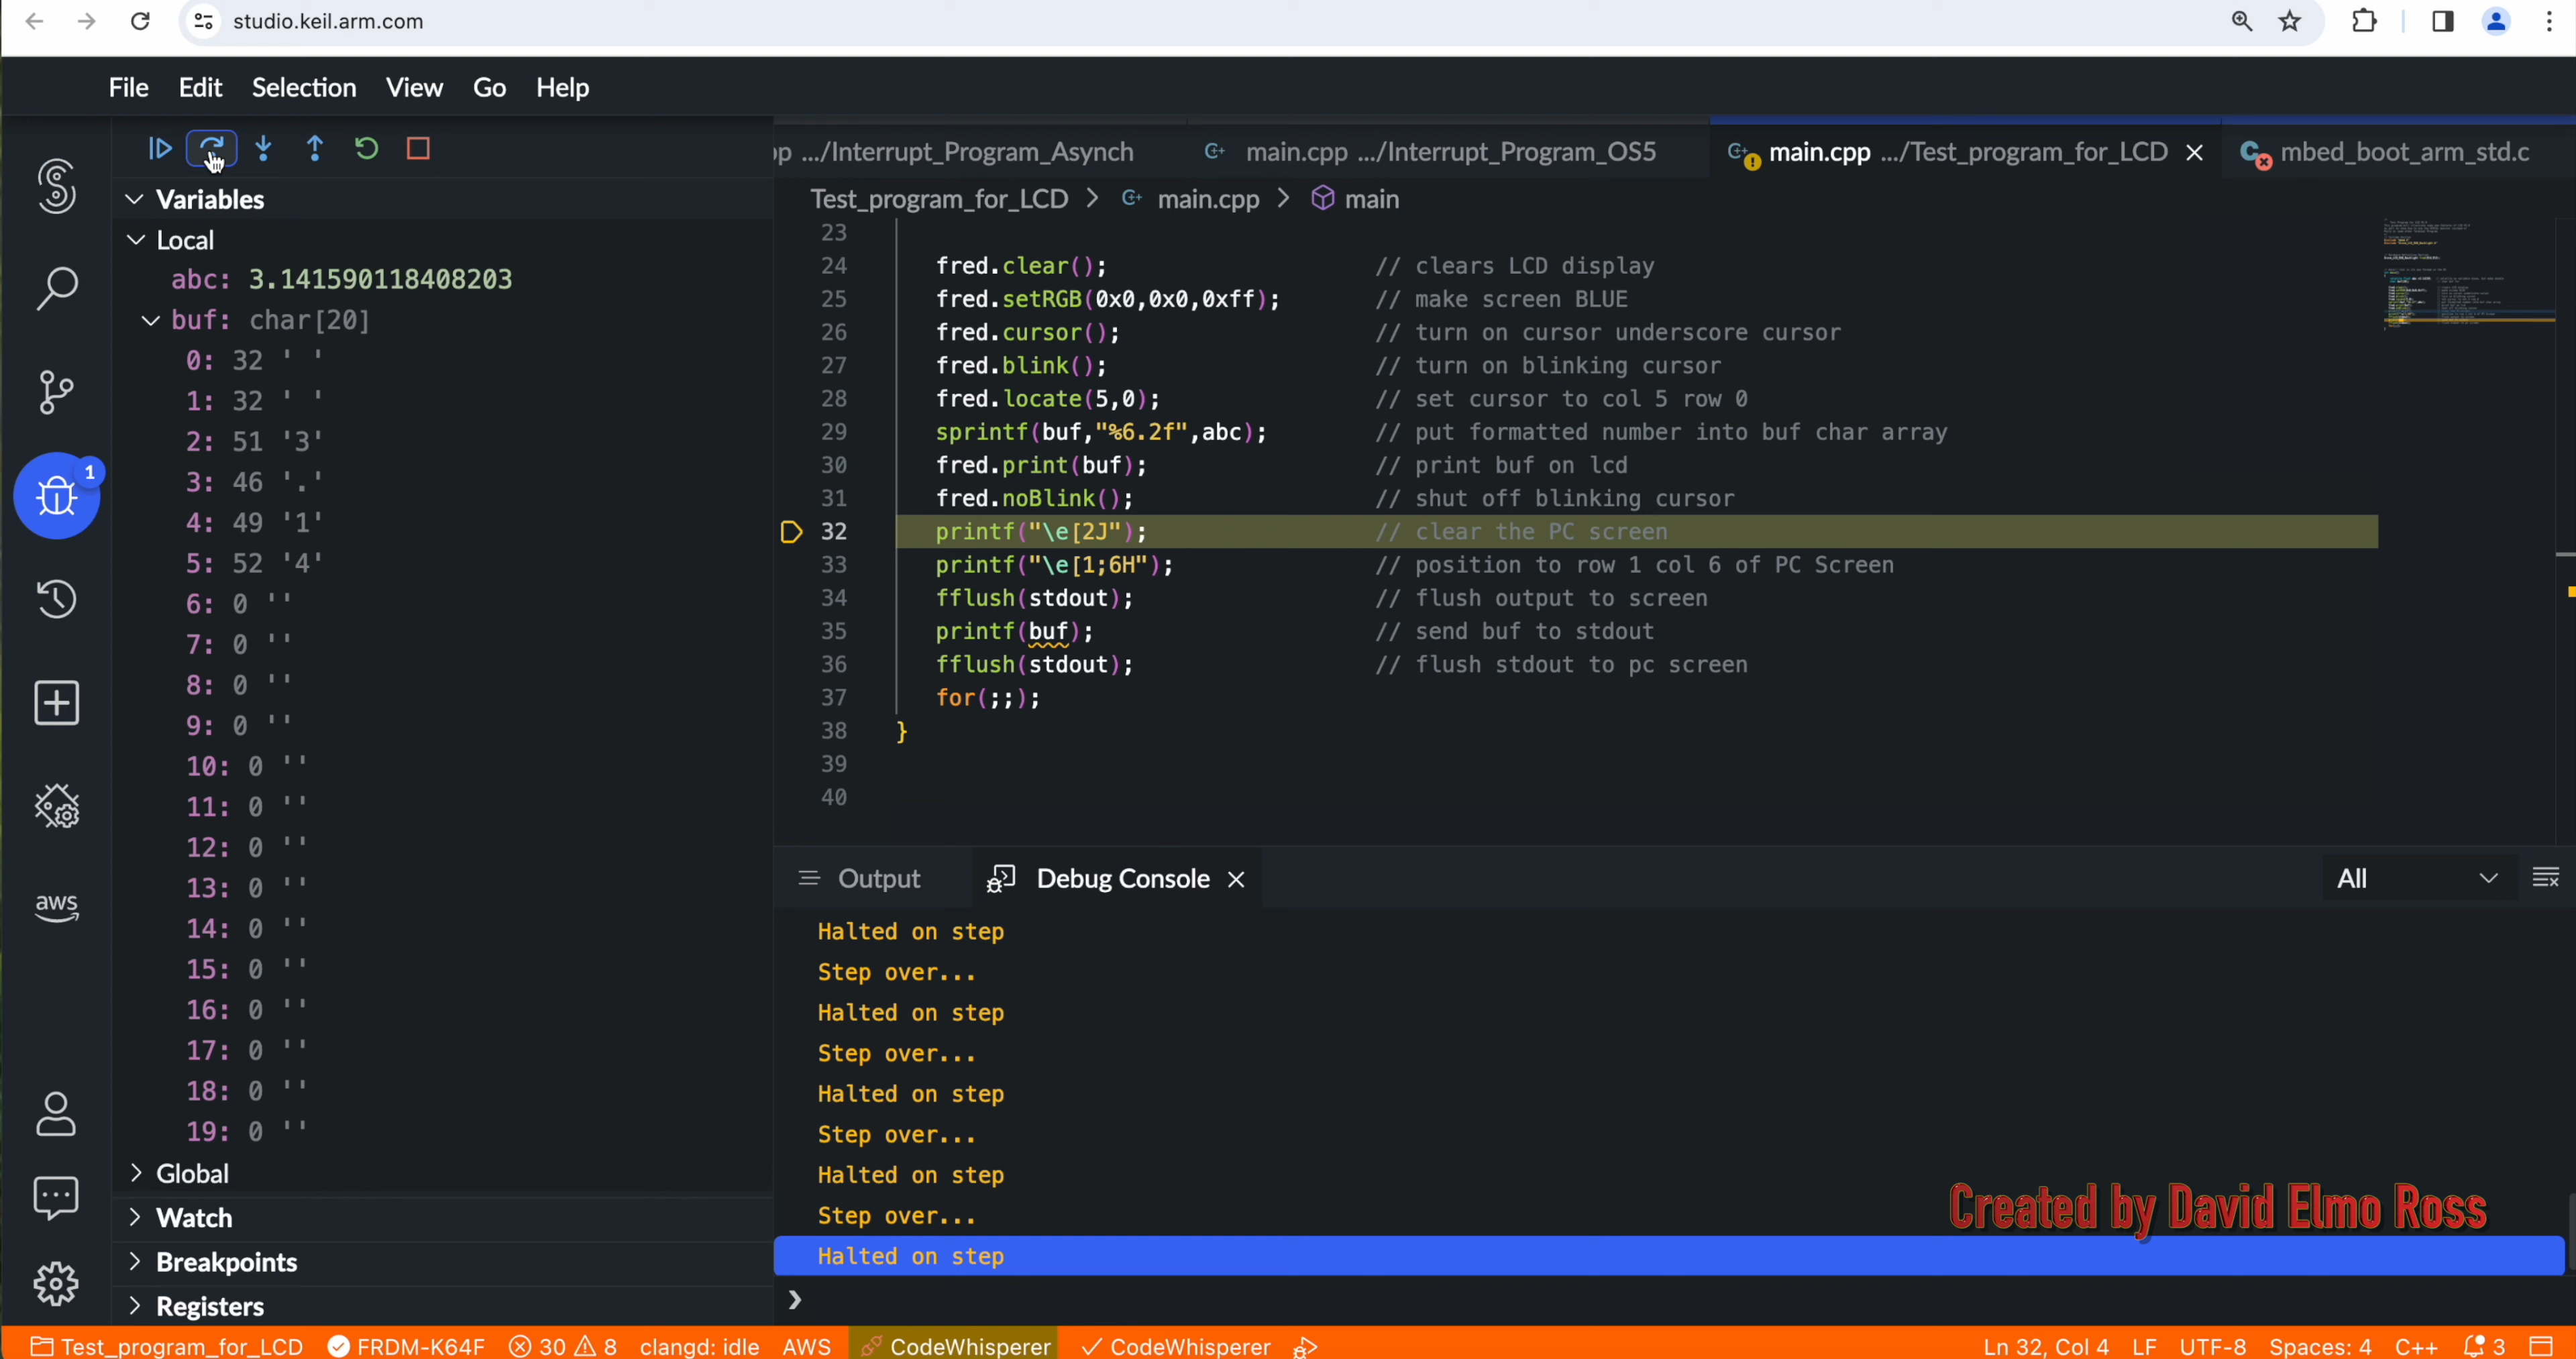 studio.keil.arm.com
File Edit Selection View Go Help
Variables
Local
abc: 3.141590118408203
buf: char[20]
0: 32 ' '
1: 32 ' '
2: 51 '3'
3: 46 '.'
4: 49 '1'
5: 52 '4'
6: 0 ''
7: 0 ''
8: 0 ''
9: 0 ''
10: 0 ''
11: 0 ''
12: 0 ''
13: 0 ''
14: 0 ''
15: 0 ''
16: 0 ''
17: 0 ''
18: 0 ''
19: 0 ''
Global
Watch
Breakpoints
Registers
1
aws
pp .../Interrupt_Program_Asynch main.cpp .../Interrupt_Program_OS5 main.cpp .../Test_program_for_LCD mbed_boot_arm_std.c
Test_program_for_LCD > main.cpp > main
23
24 fred.clear(); // clears LCD display
25 fred.setRGB(0x0,0x0,0xff); // make screen BLUE
26 fred.cursor(); // turn on cursor underscore cursor
27 fred.blink(); // turn on blinking cursor
28 fred.locate(5,0); // set cursor to col 5 row 0
29 sprintf(buf,"%6.2f",abc); // put formatted number into buf char array
30 fred.print(buf); // print buf on lcd
31 fred.noBlink(); // shut off blinking cursor
32 printf("\e[2J"); // clear the PC screen
33 printf("\e[1;6H"); // position to row 1 col 6 of PC Screen
34 fflush(stdout); // flush output to screen
35 printf(buf); // send buf to stdout
36 fflush(stdout); // flush stdout to pc screen
37 for(;;);
38 }
39
40
Output Debug Console All
Halted on step
Step over...
Halted on step
Step over...
Halted on step
Step over...
Halted on step
Step over...
Halted on step
Created by David Elmo Ross
Test_program_for_LCD FRDM-K64F 30 8 clangd: idle AWS CodeWhisperer CodeWhisperer Ln 32, Col 4 LF UTF-8 Spaces: 4 C++ 3